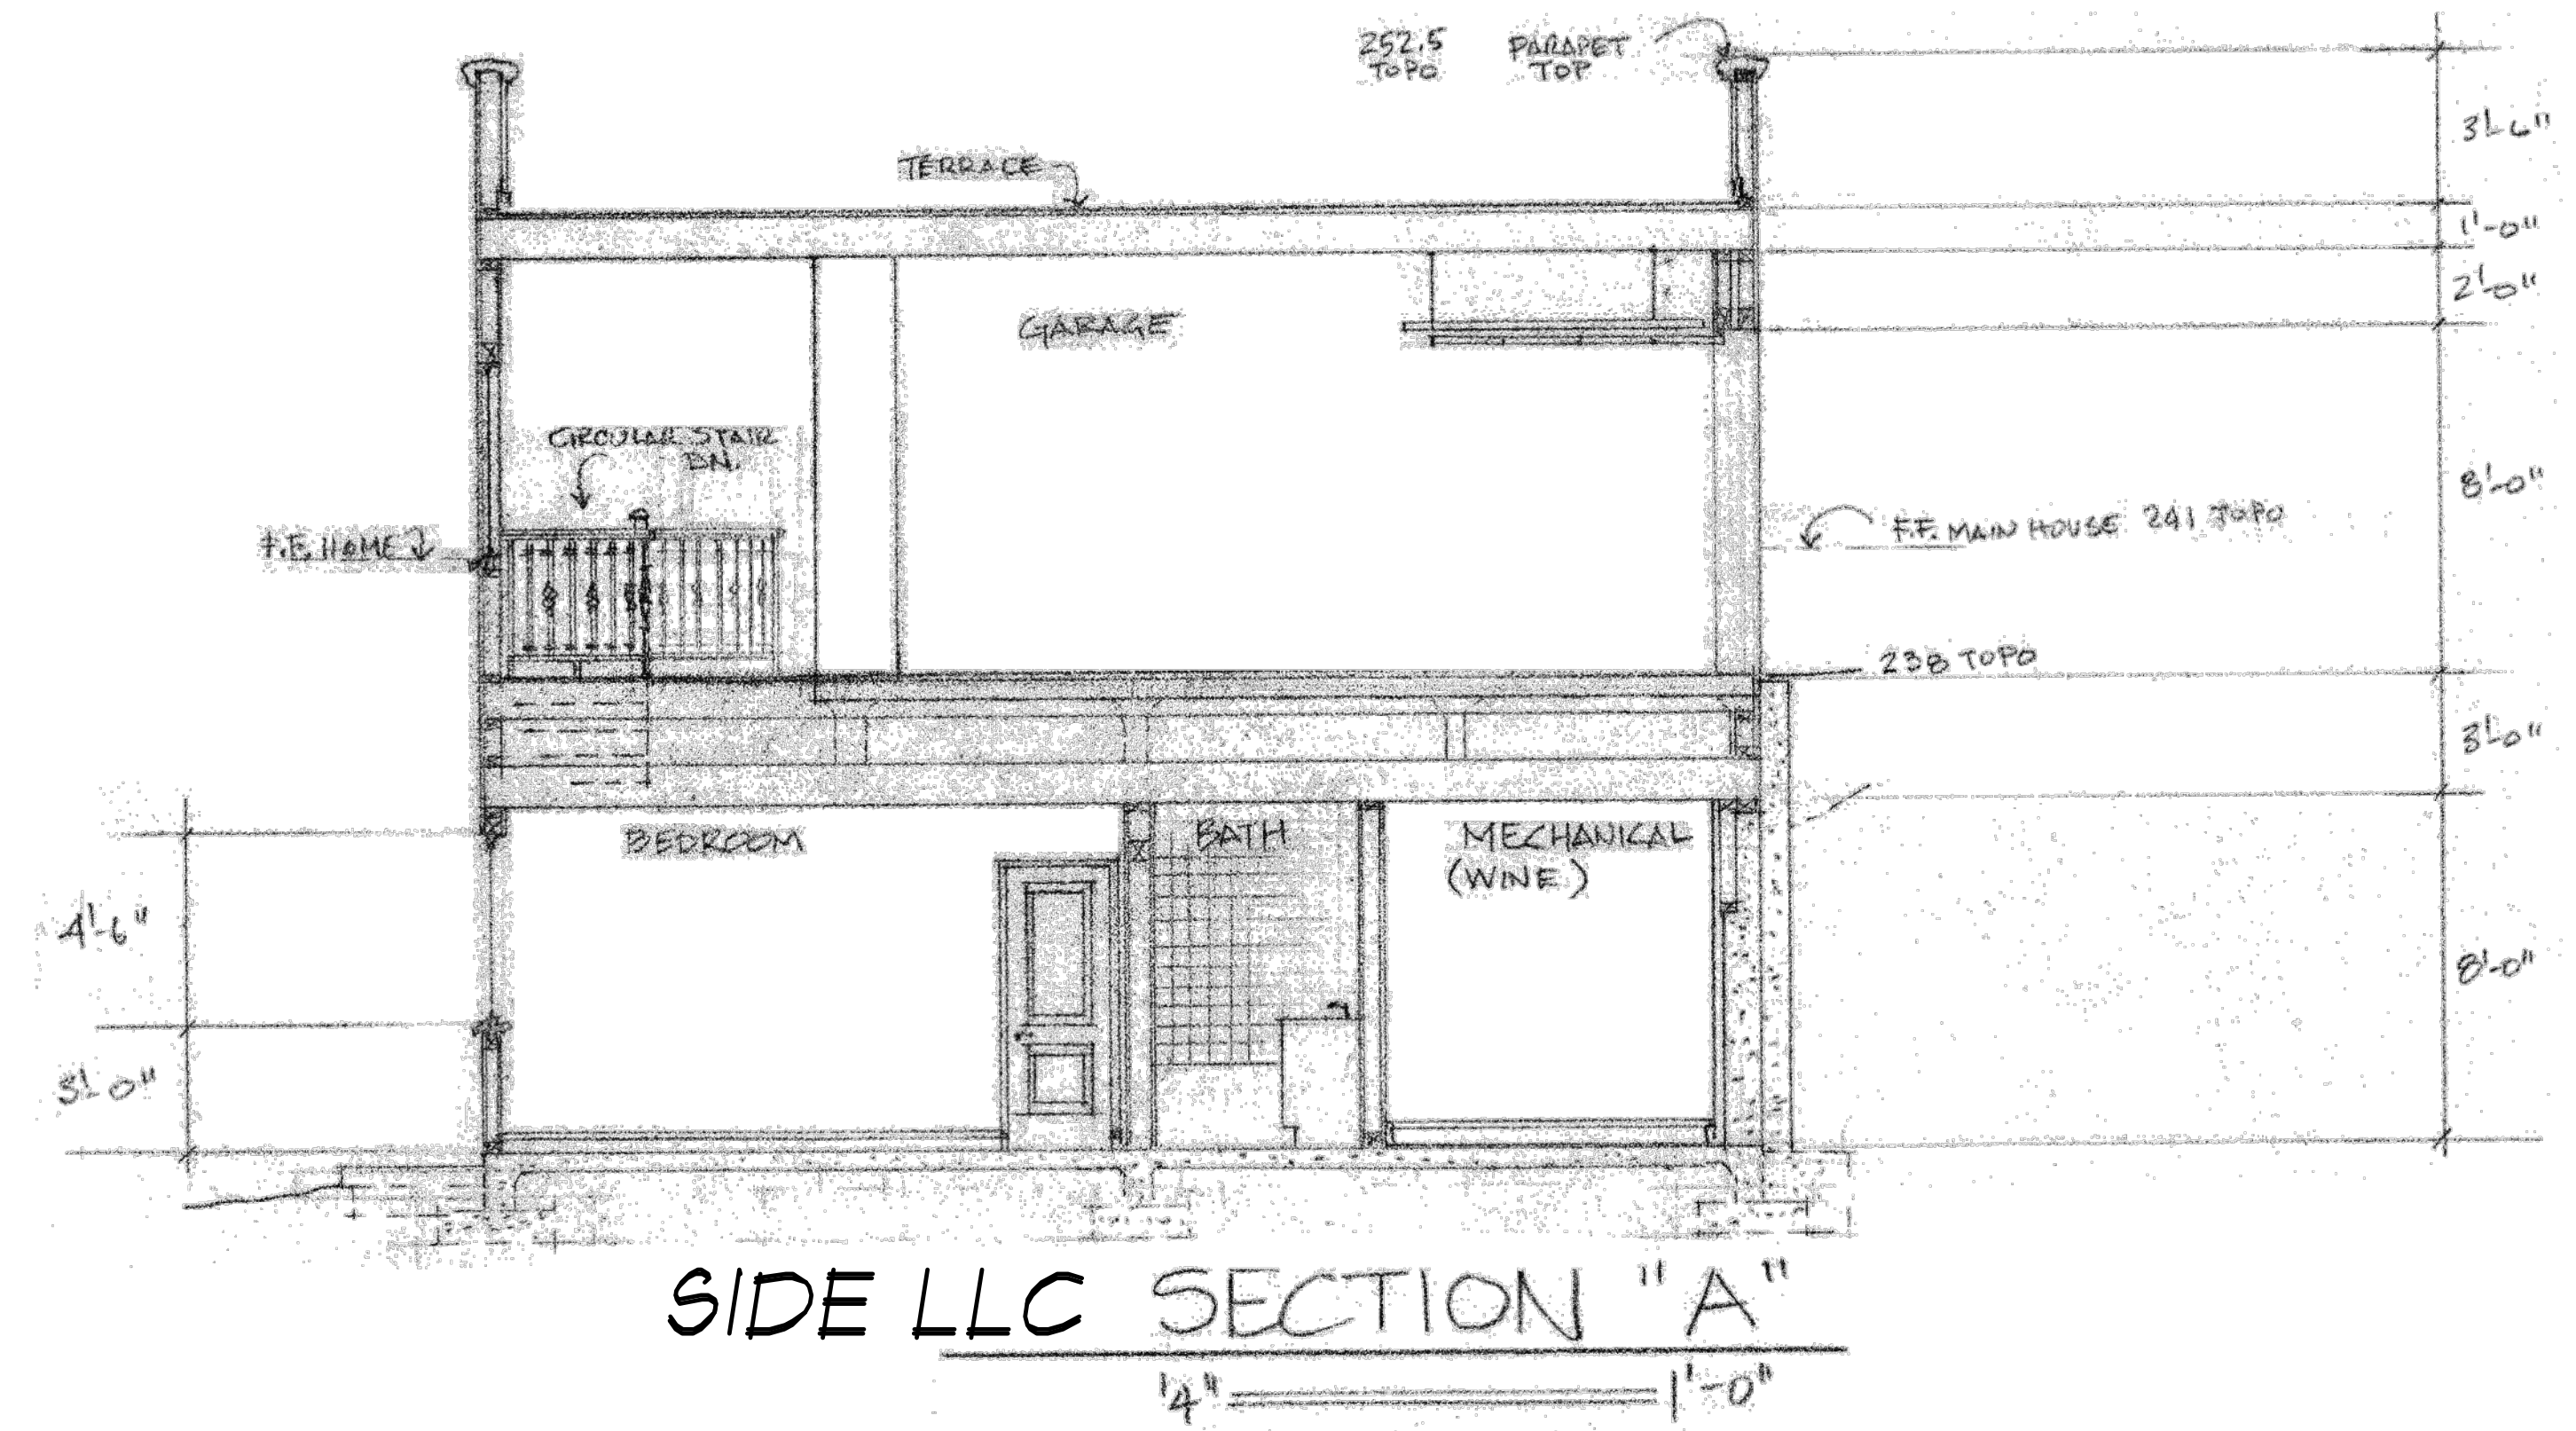 252.5 PARAPET
TOPO TOP
3'-6"
TERRACE
1'-0"
2'-0"
GARAGE
CIRCULAR STAIR
DN.
8'-0"
F.F. HOME
F.F. MAIN HOUSE 241 TOPO
238 TOPO
3'-0"
BEDROOM
BATH
MECHANICAL
(WINE)
4'-6"
8'-0"
3'-0"
SIDE LLC SECTION "A"
1/4" 1'-0"